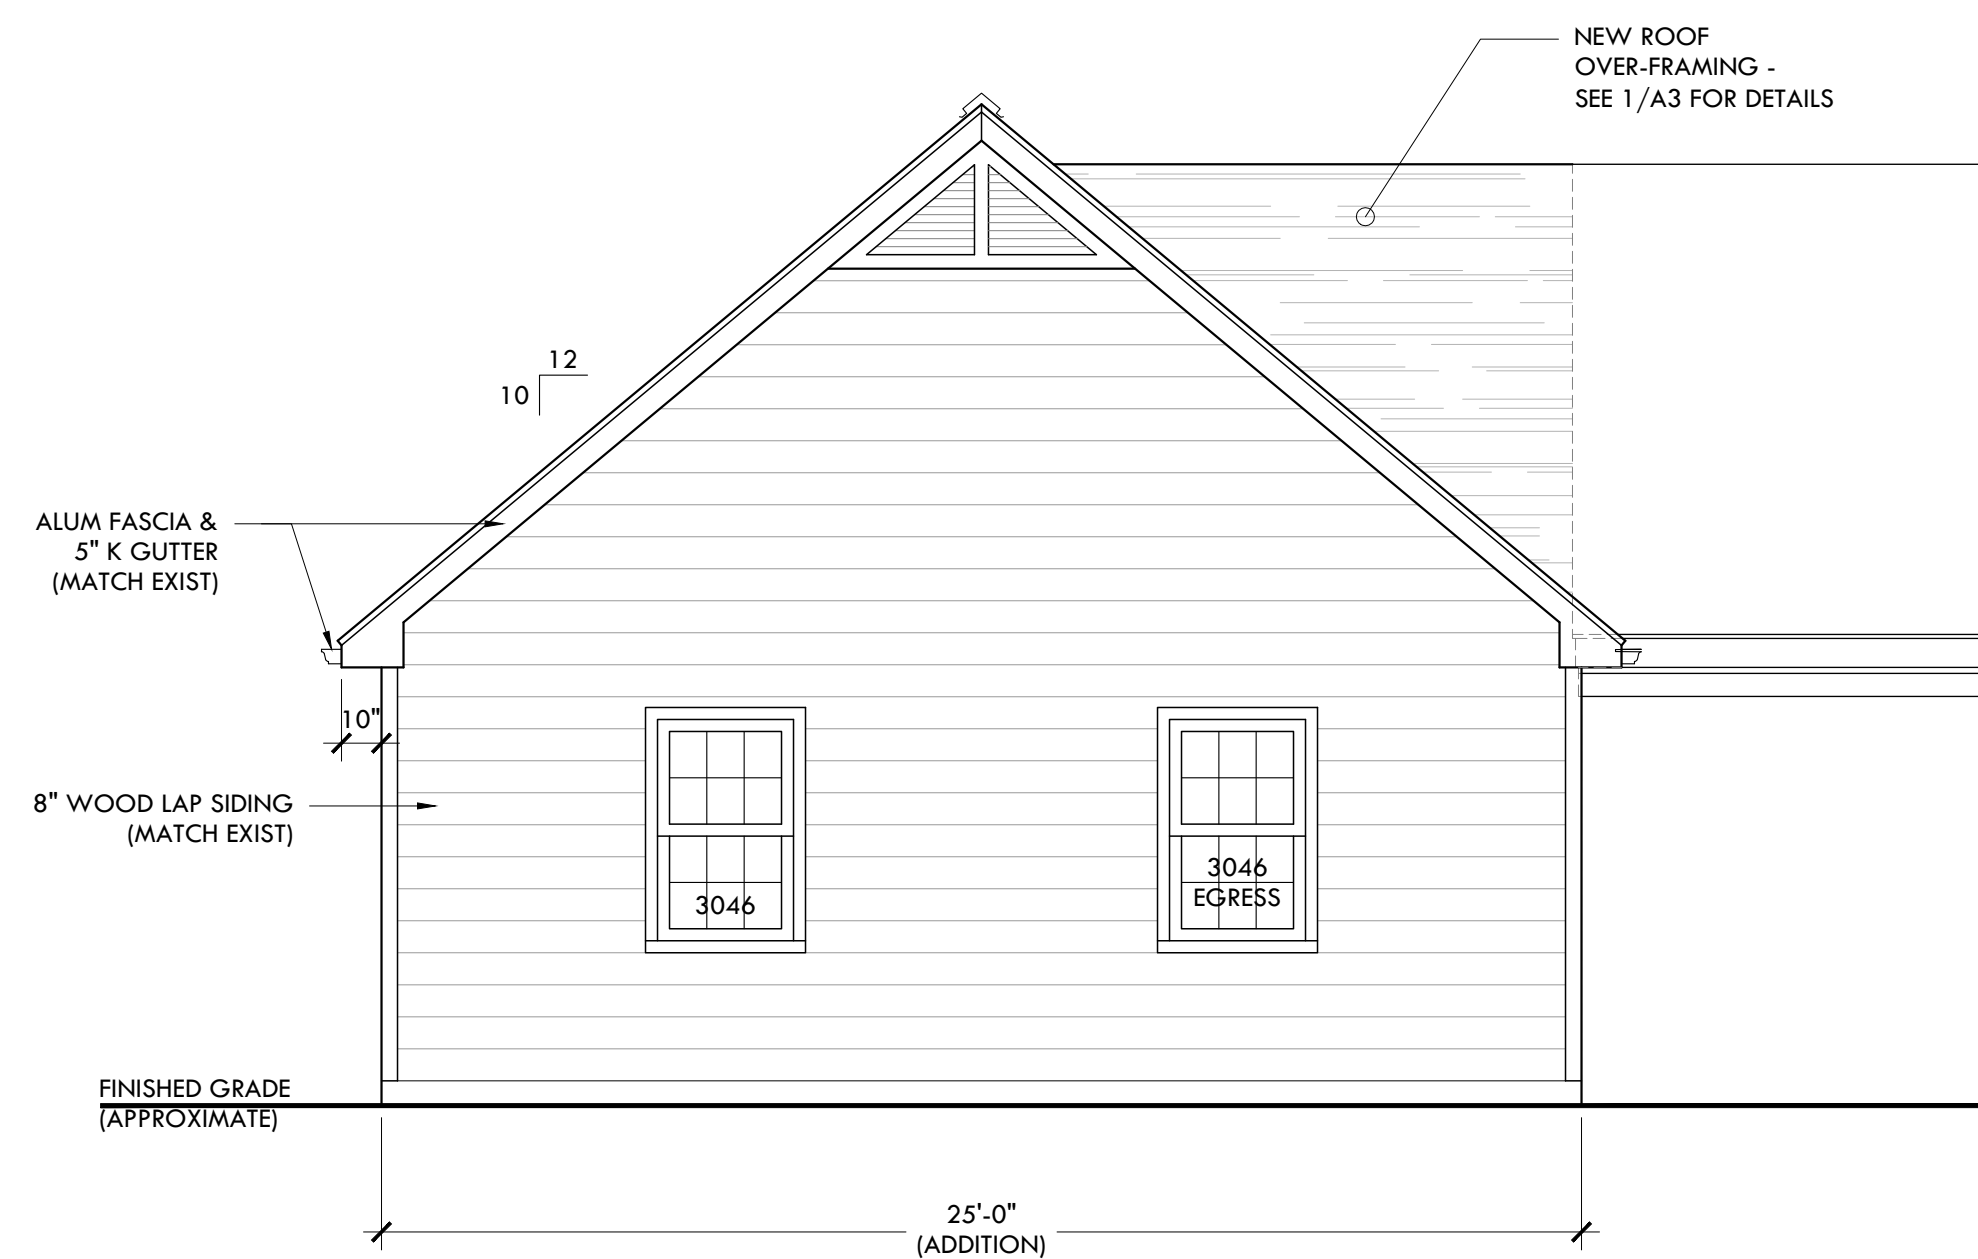 NEW ROOF
OVER-FRAMING -
SEE 1/A3 FOR DETAILS
12
10
ALUM FASCIA &
5" K GUTTER
(MATCH EXIST)
10"
8" WOOD LAP SIDING
(MATCH EXIST)
3046
3046
EGRESS
FINISHED GRADE
(APPROXIMATE)
25'-0"
(ADDITION)